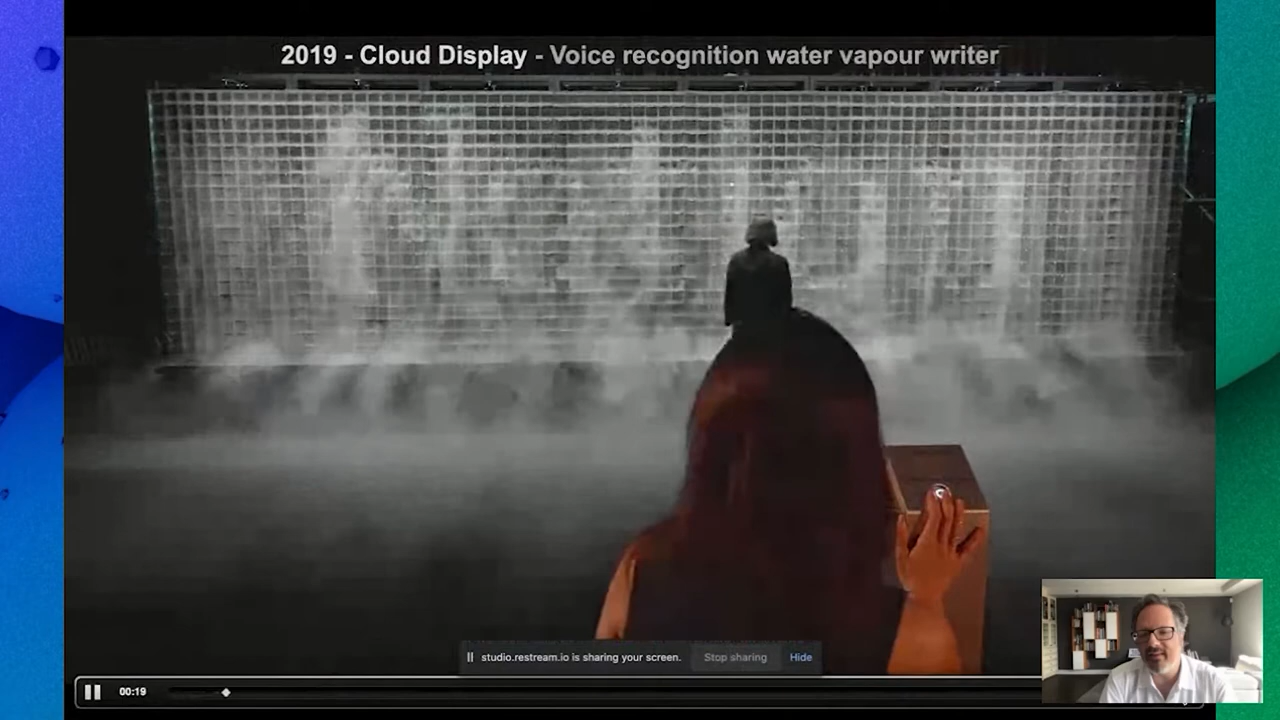 2019 - Cloud Display - Voice recognition water vapour writer
studio.restream.io is sharing your screen.
Stop sharing
Hide
00:19